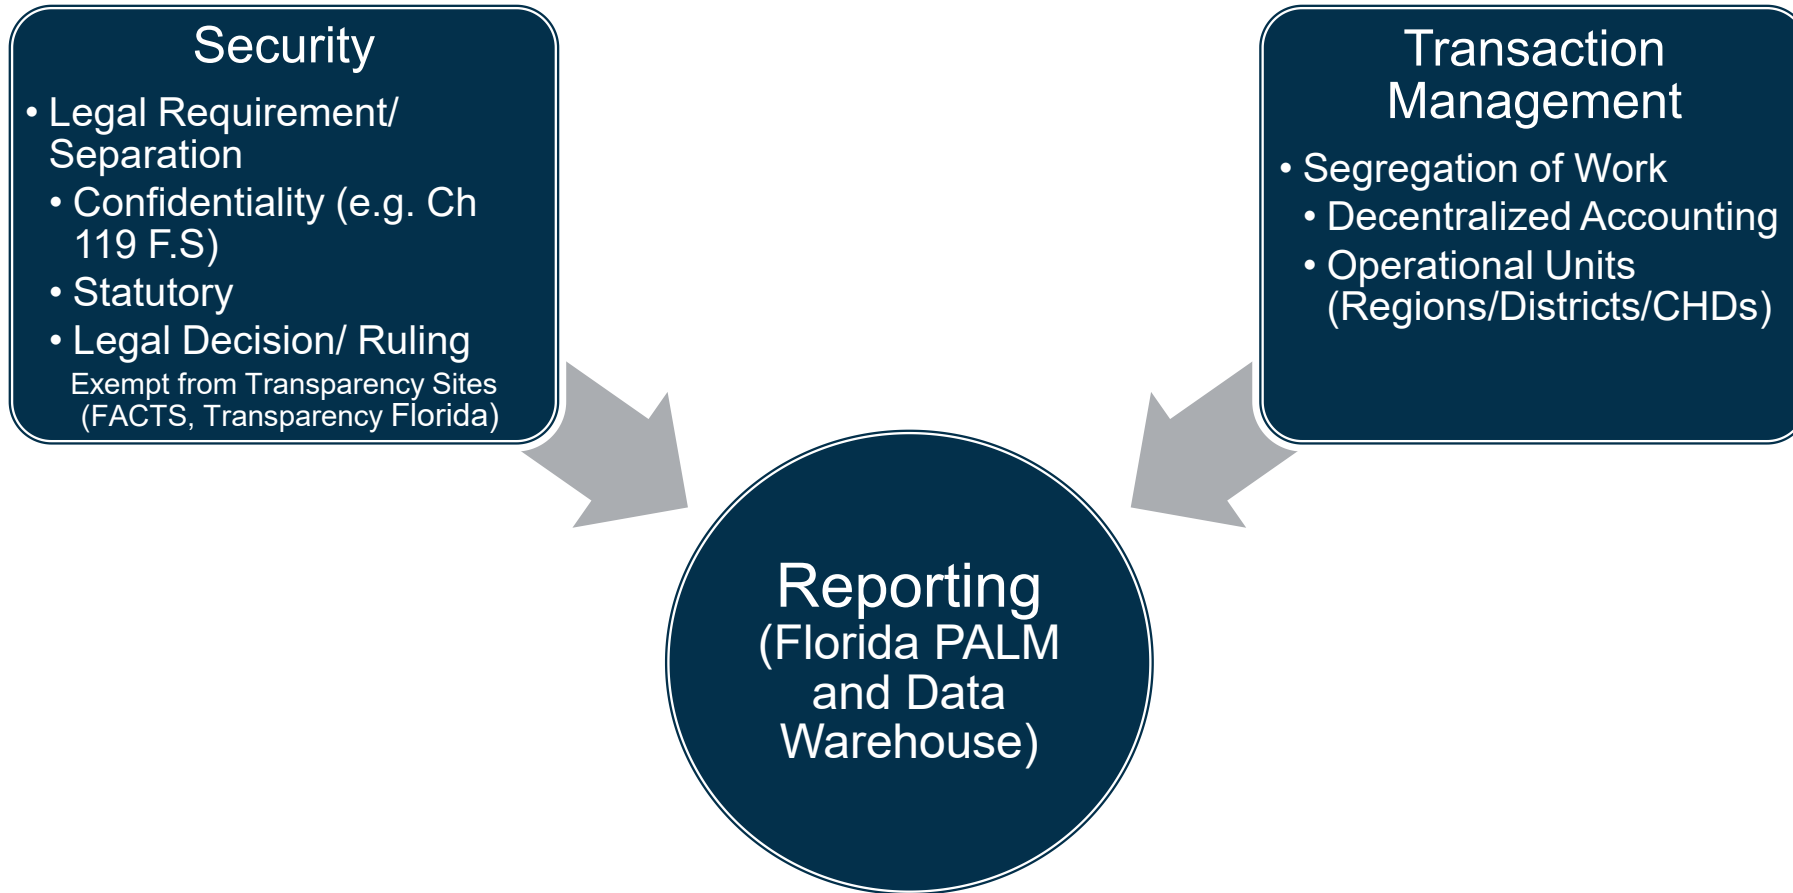 Security
• Legal Requirement/
Separation
• Confidentiality (e.g. Ch
119 F.S)
• Statutory
• Legal Decision/ Ruling
Exempt from Transparency Sites
(FACTS, Transparency Florida)
Transaction
Management
• Segregation of Work
• Decentralized Accounting
• Operational Units
(Regions/Districts/CHDs)
Reporting
(Florida PALM
and Data
Warehouse)